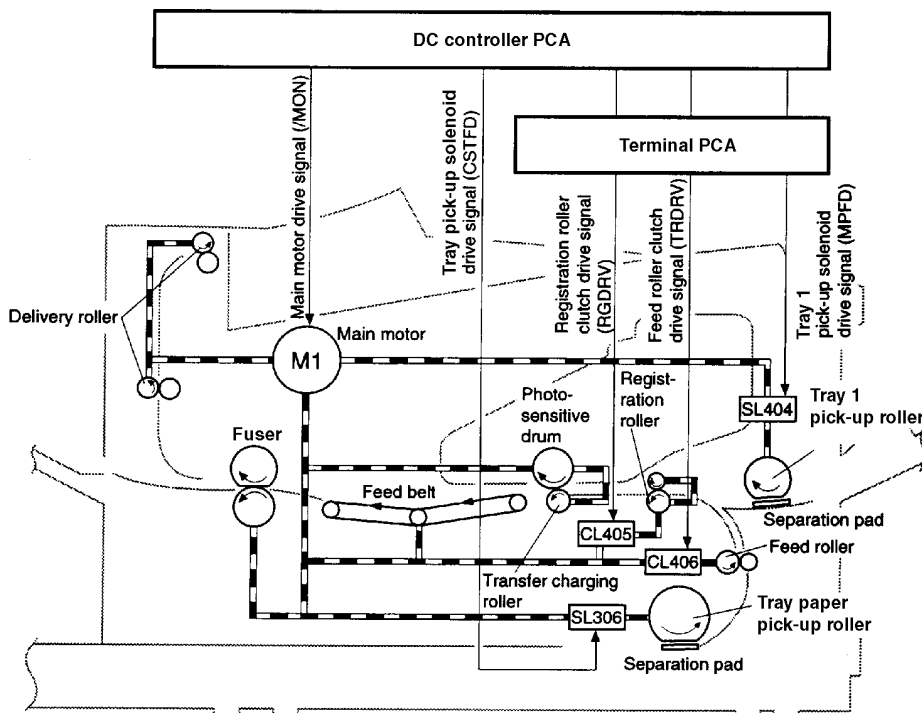 DC controller PCA
Terminal PCA
Main motor drive signal (/MON)
Tray pick-up solenoid
drive signal (CSTFD)
Registration roller
clutch drive signal
(RGDRV)
Feed roller clutch
drive signal (TRDRV)
Tray 1
pick-up solenoid
drive signal (MPFD)
Delivery roller
Main motor
M1
Photo-
sensitive
drum
Regist-
ration
roller
SL404
Tray 1
pick-up roller
Fuser
Feed belt
Separation pad
CL405
Feed roller
CL406
Transfer charging
roller
SL306
Tray paper
pick-up roller
Separation pad